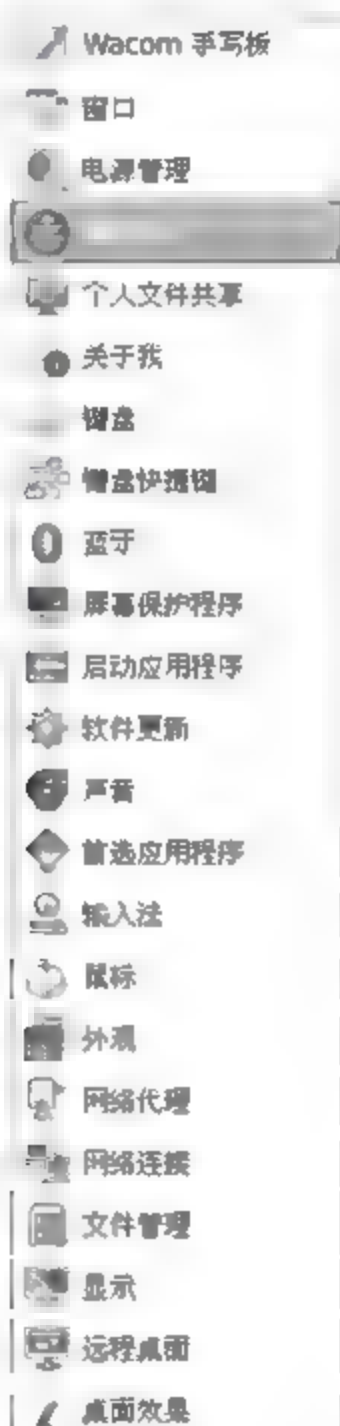 Wacom 手写板
窗口
电源管理
个人文件共享
关于我
键盘
键盘快捷键
蓝牙
屏幕保护程序
启动应用程序
软件更新
声音
首选应用程序
输入法
鼠标
外观
网络代理
网络连接
文件管理
显示
远程桌面
桌面效果